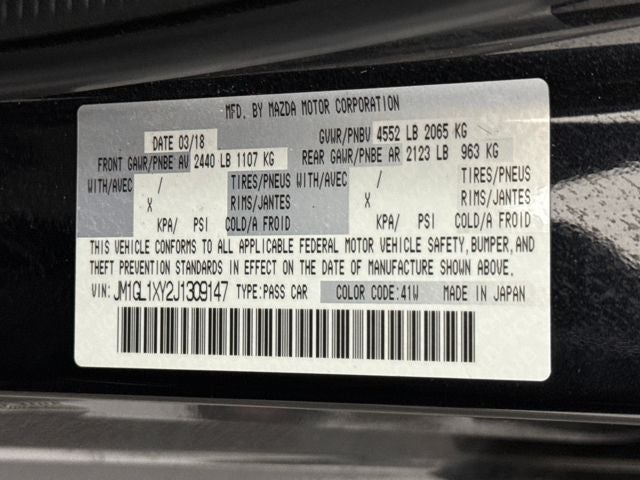 MFD. BY MAZDA MOTOR CORPORATION
DATE 03/18 GVWR/PNBV 4552 LB 2065 KG
FRONT GAWR/PNBE AV 2440 LB 1107 KG REAR GAWR/PNBE AR 2123 LB 963 KG
WITH/AVEC / TIRES/PNEUS WITH/AVEC / TIRES/PNEUS
X RIMS/JANTES X RIMS/JANTES
KPA/ PSI COLD/A FROID KPA/ PSI COLD/A FROID
THIS VEHICLE CONFORMS TO ALL APPLICABLE FEDERAL MOTOR VEHICLE SAFETY, BUMPER, AND
THEFT PREVENTION STANDARDS IN EFFECT ON THE DATE OF MANUFACTURE SHOWN ABOVE.
VIN: JM1GL1XY2J1309147 TYPE: PASS CAR COLOR CODE: 41W MADE IN JAPAN